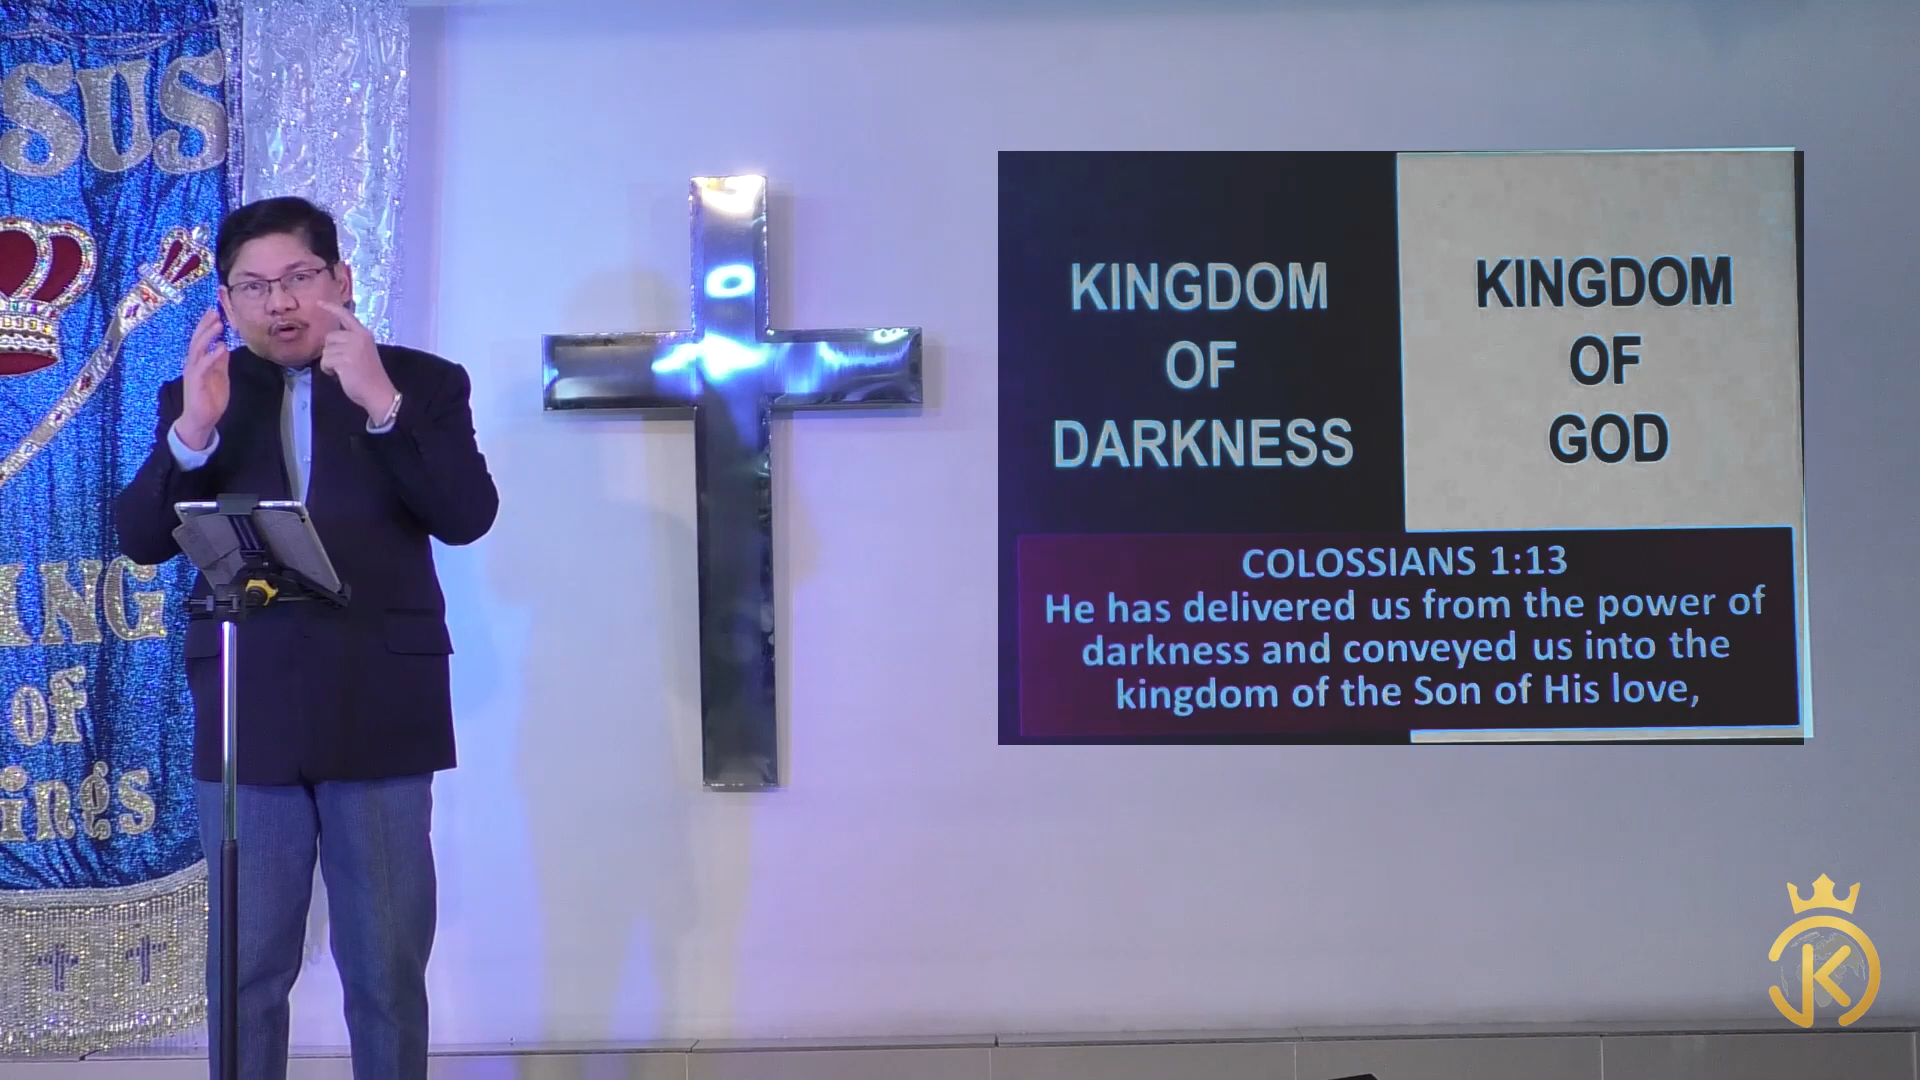 SUS
KINGDOM
OF
DARKNESS
KINGDOM
OF
GOD
COLOSSIANS 1:13
He has delivered us from the power of
darkness and conveyed us into the
kingdom of the Son of His love,
ING
of
K